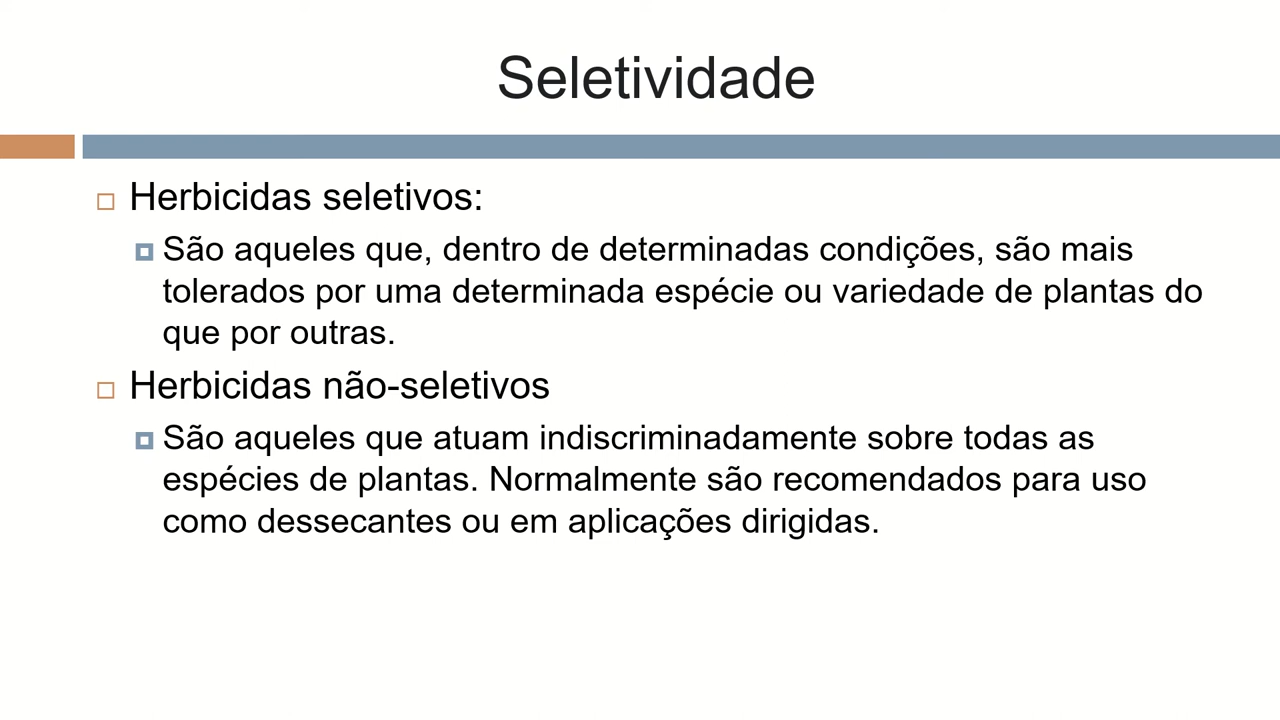 Seletividade
Herbicidas seletivos:
São aqueles que, dentro de determinadas condições, são mais
tolerados por uma determinada espécie ou variedade de plantas do
que por outras.
Herbicidas não-seletivos
São aqueles que atuam indiscriminadamente sobre todas as
espécies de plantas. Normalmente são recomendados para uso
como dessecantes ou em aplicações dirigidas.